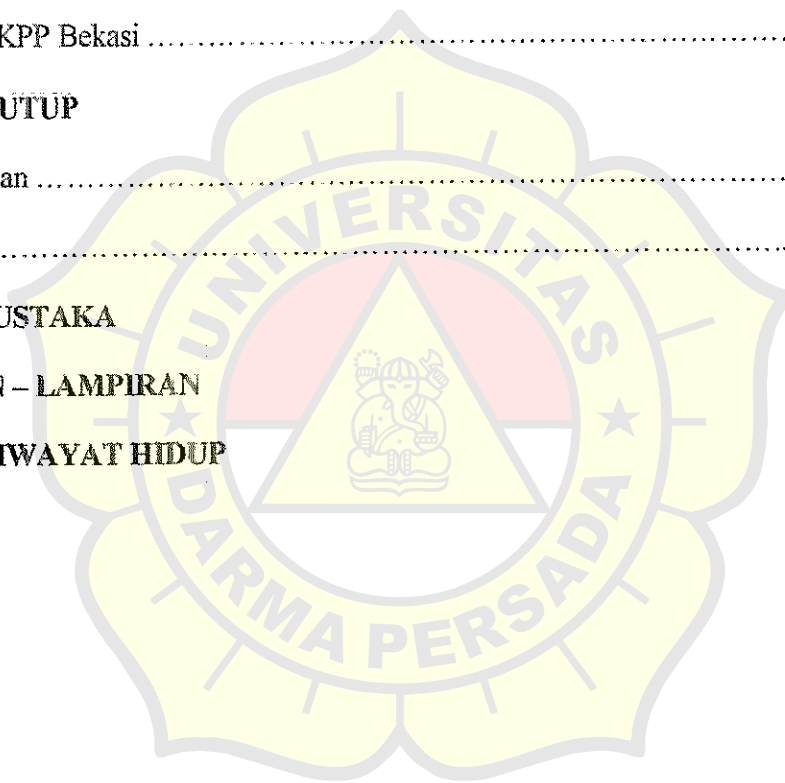 KPP Bekasi ................................................................
UTUP
an ................................................................
................................................................
USTAKA
– LAMPIRAN
IWAYAT HIDUP
UNIVERSITAS
DARMA PERSADA